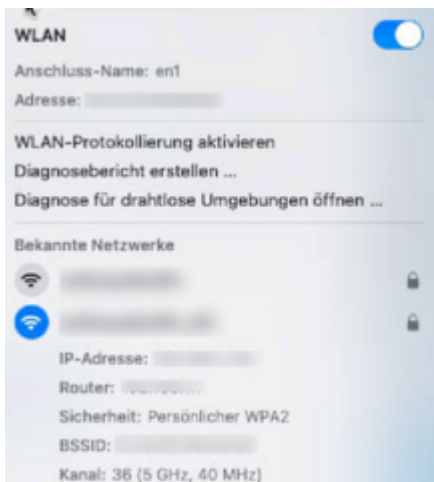 WLAN
Anschluss-Name: en1
Adresse:
WLAN-Protokollierung aktivieren
Diagnosebericht erstellen ...
Diagnose für drahtlose Umgebungen öffnen ...
Bekannte Netzwerke
IP-Adresse:
Router:
Sicherheit: Persönlicher WPA2
BSSID:
Kanal: 36 (5 GHz, 40 MHz)